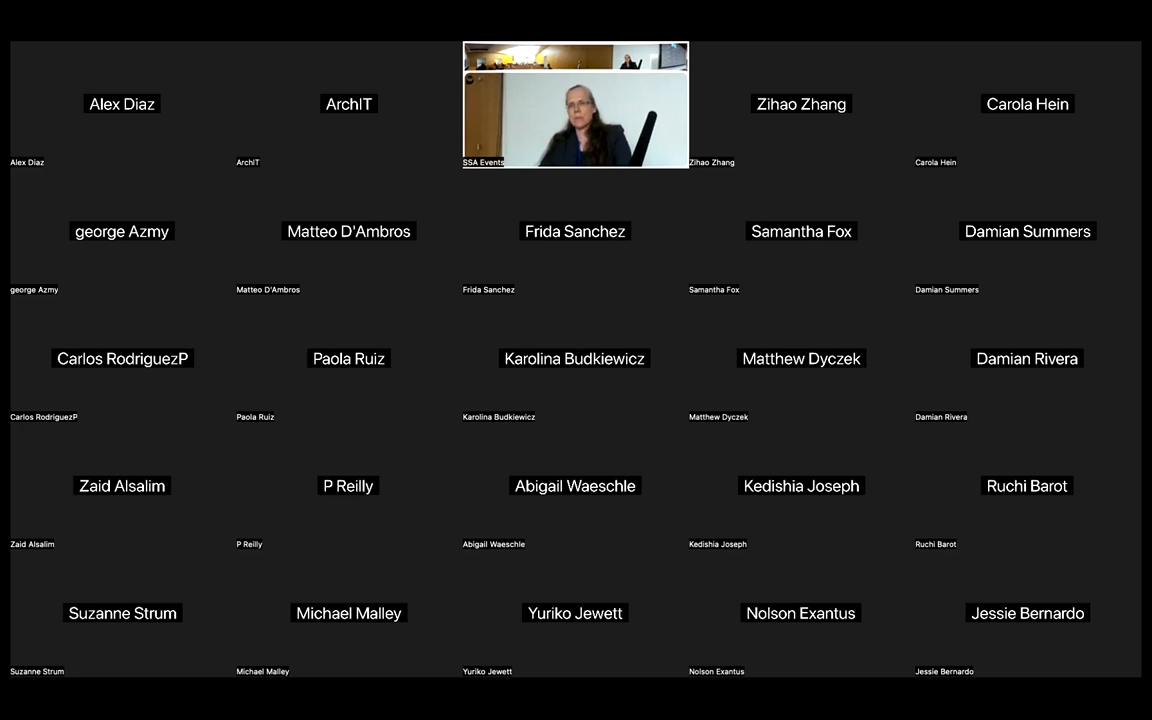 Alex Diaz
ArchIT
Zihao Zhang
Carola Hein
Alex Diaz
ArchIT
SSA Events
Zihao Zhang
Carola Hein
george Azmy
Matteo D'Ambros
Frida Sanchez
Samantha Fox
Damian Summers
george Azmy
Matteo D'Ambros
Frida Sanchez
Samantha Fox
Damian Summers
Carlos RodriguezP
Paola Ruiz
Karolina Budkiewicz
Matthew Dyczek
Damian Rivera
Carlos RodriguezP
Paola Ruiz
Karolina Budkiewicz
Matthew Dyczek
Damian Rivera
Zaid Alsalim
P Reilly
Abigail Waeschle
Kedishia Joseph
Ruchi Barot
Zaid Alsalim
P Reilly
Abigail Waeschle
Kedishia Joseph
Ruchi Barot
Suzanne Strum
Michael Malley
Yuriko Jewett
Nolson Exantus
Jessie Bernardo
Suzanne Strum
Michael Malley
Yuriko Jewett
Nolson Exantus
Jessie Bernardo